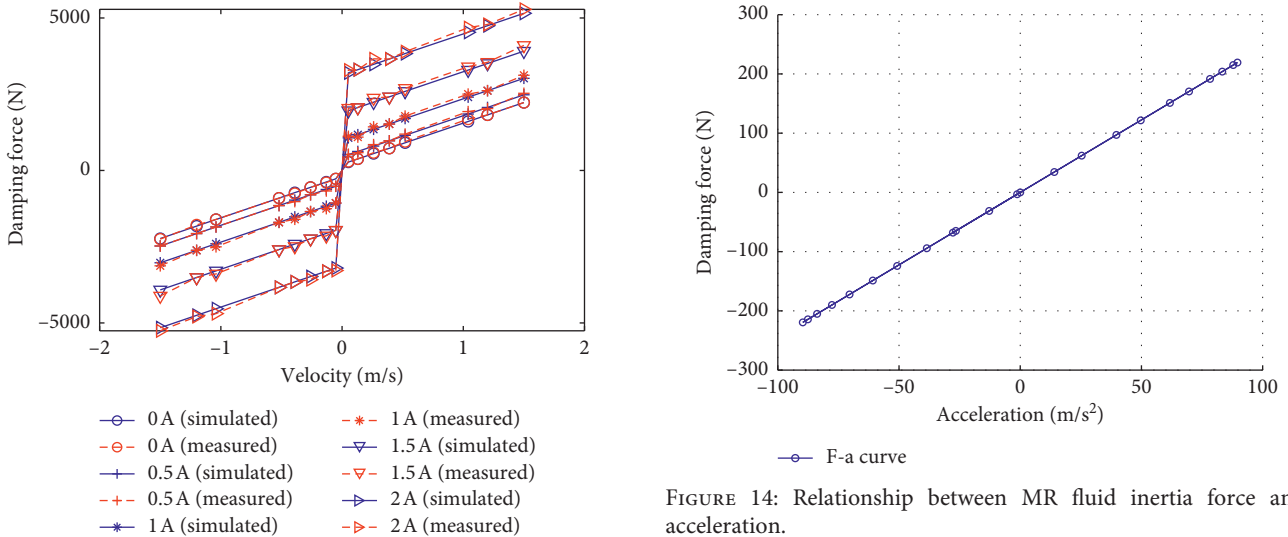 5000
0
−5000
Damping force (N)
−2
−1
0
1
2
Velocity (m/s)
0 A (simulated)
0 A (measured)
0.5 A (simulated)
0.5 A (measured)
1 A (simulated)
1 A (measured)
1.5 A (simulated)
1.5 A (measured)
2 A (simulated)
2 A (measured)
300
200
100
0
−100
−200
−300
Damping force (N)
−100
−50
0
50
100
Acceleration (m/s²)
F-a curve
FIGURE 14: Relationship between MR fluid inertia force an
acceleration.